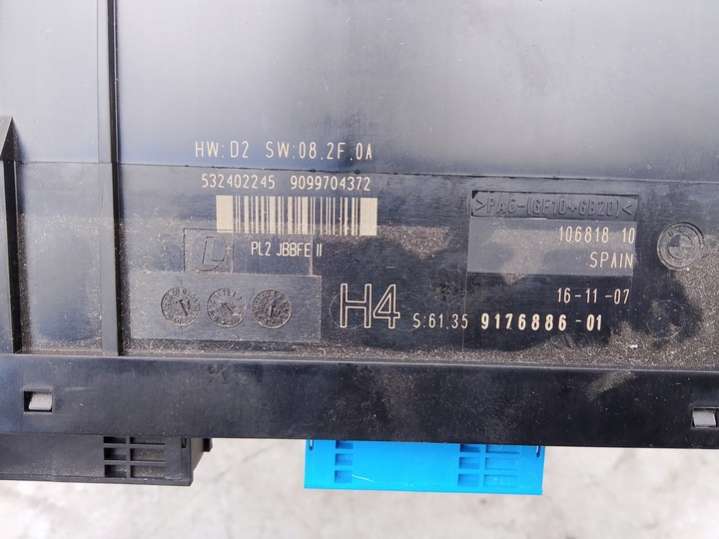 HW:D2 SW:08.2F.0A
532402245 9099704372
PL2 JBBFE II
>PA6-(GF10+GB20)<
106818 10
SPAIN
16-11-07
H4 S:61.35 9176886-01